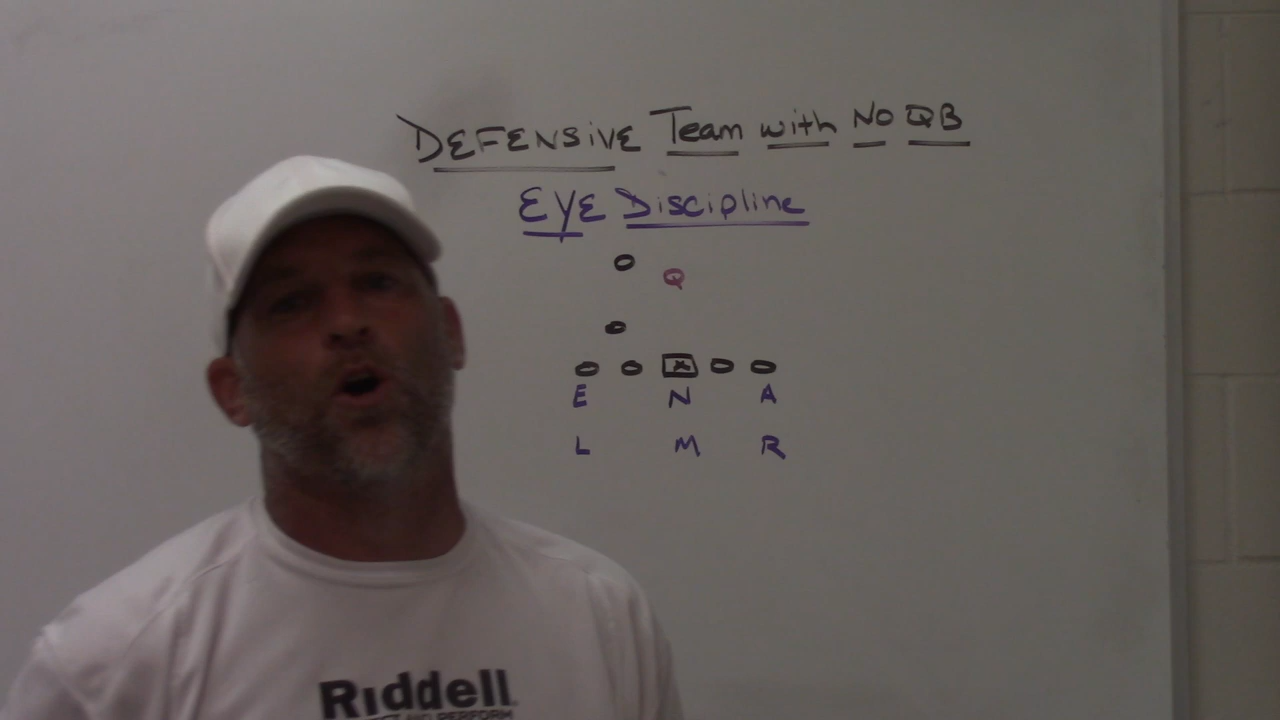 DEFENSIVE Team with No QB
EYE Discipline
Q
X
E N A
L M R
Riddell